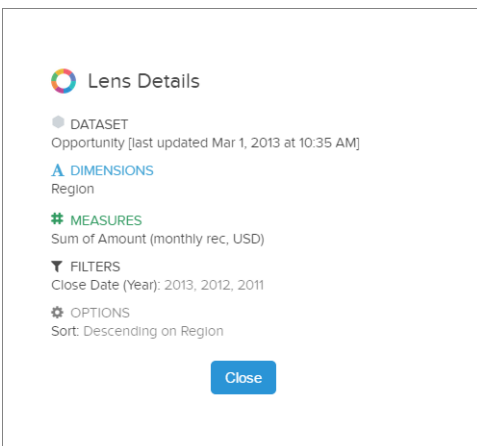 Lens Details
DATASET
Opportunity [last updated Mar 1, 2013 at 10:35 AM]
A DIMENSIONS
Region
# MEASURES
Sum of Amount (monthly rec, USD)
FILTERS
Close Date (Year): 2013, 2012, 2011
OPTIONS
Sort: Descending on Region
Close